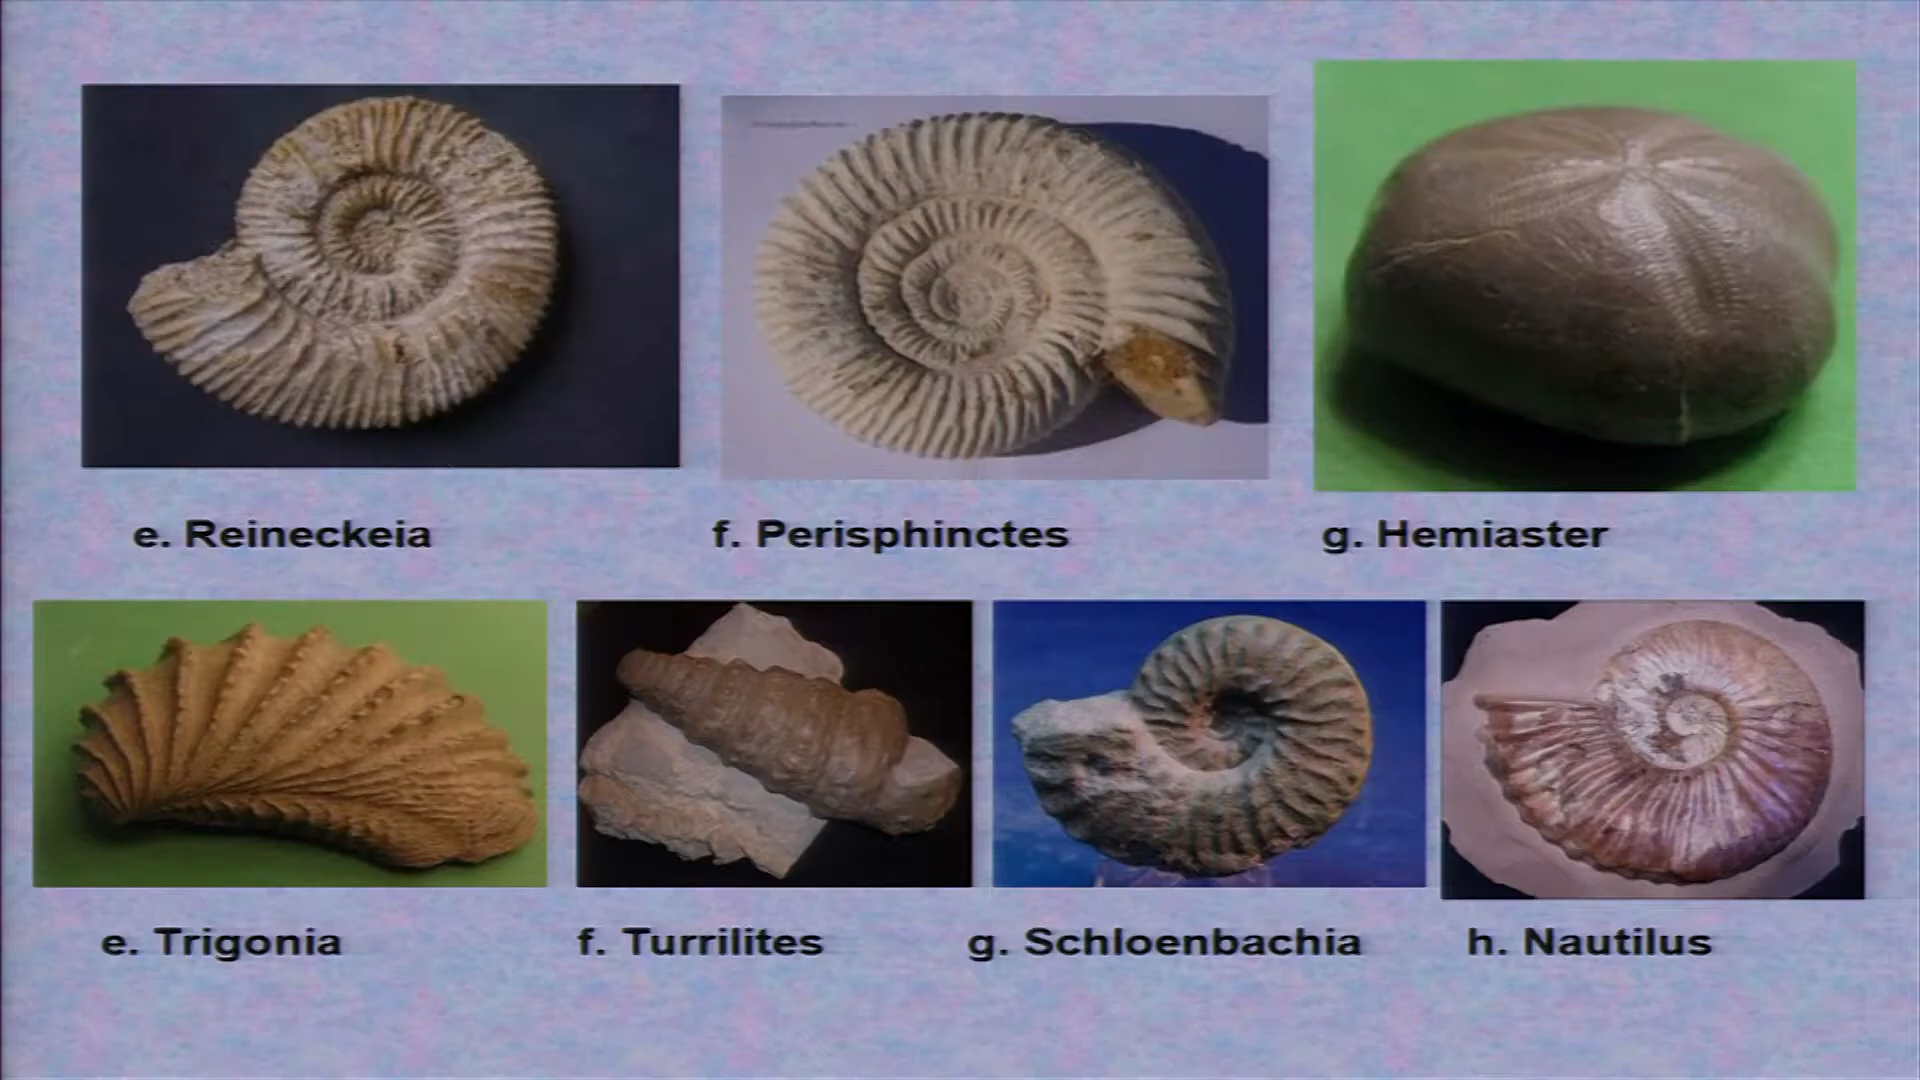 e. Reineckeia
f. Perisphinctes
g. Hemiaster
e. Trigonia
f. Turrilites
g. Schloenbachia
h. Nautilus